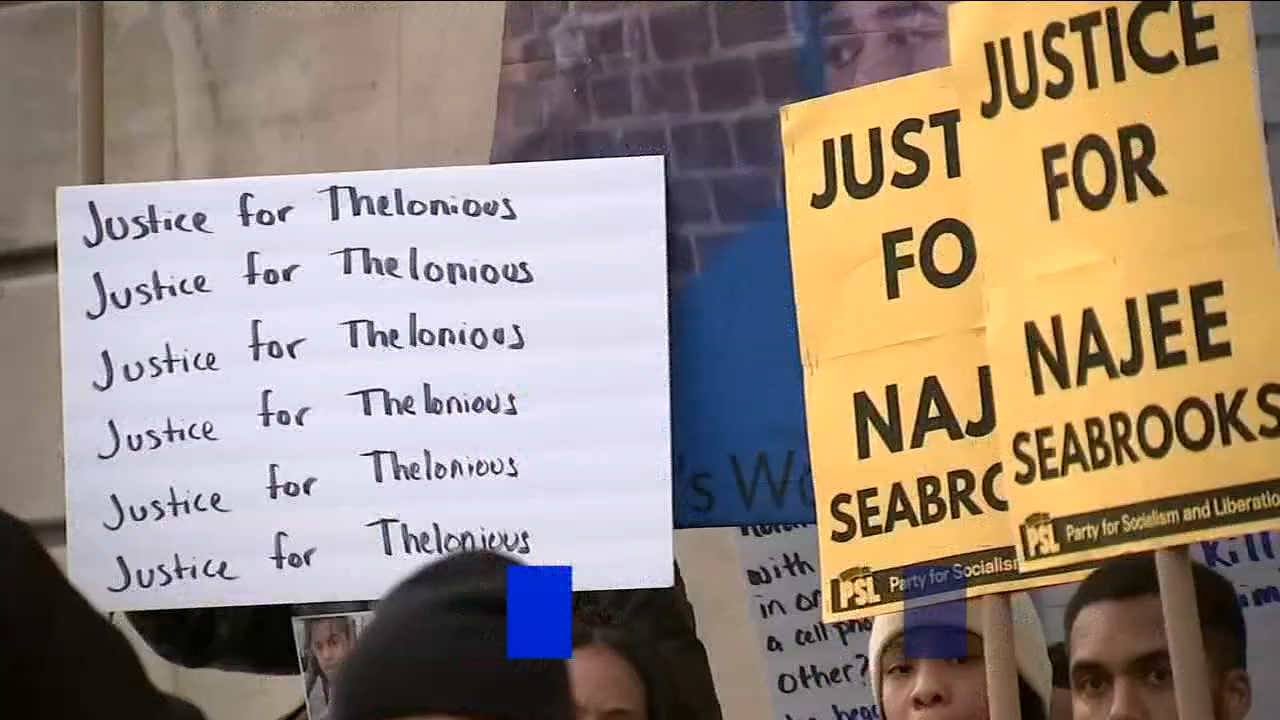 Justice for Thelonious
Justice for Thelonious
Justice for Thelonious
Justice for Thelonious
Justice for Thelonious
Justice for Thelonious
JUST
FO
NAJ
SEABRO
PSL Party for Socialism
JUSTICE
FOR
NAJEE
SEABROOKS
PSL Party for Socialism and Liberatio
's Wo
with
in or
a cell pho
other?
Kill